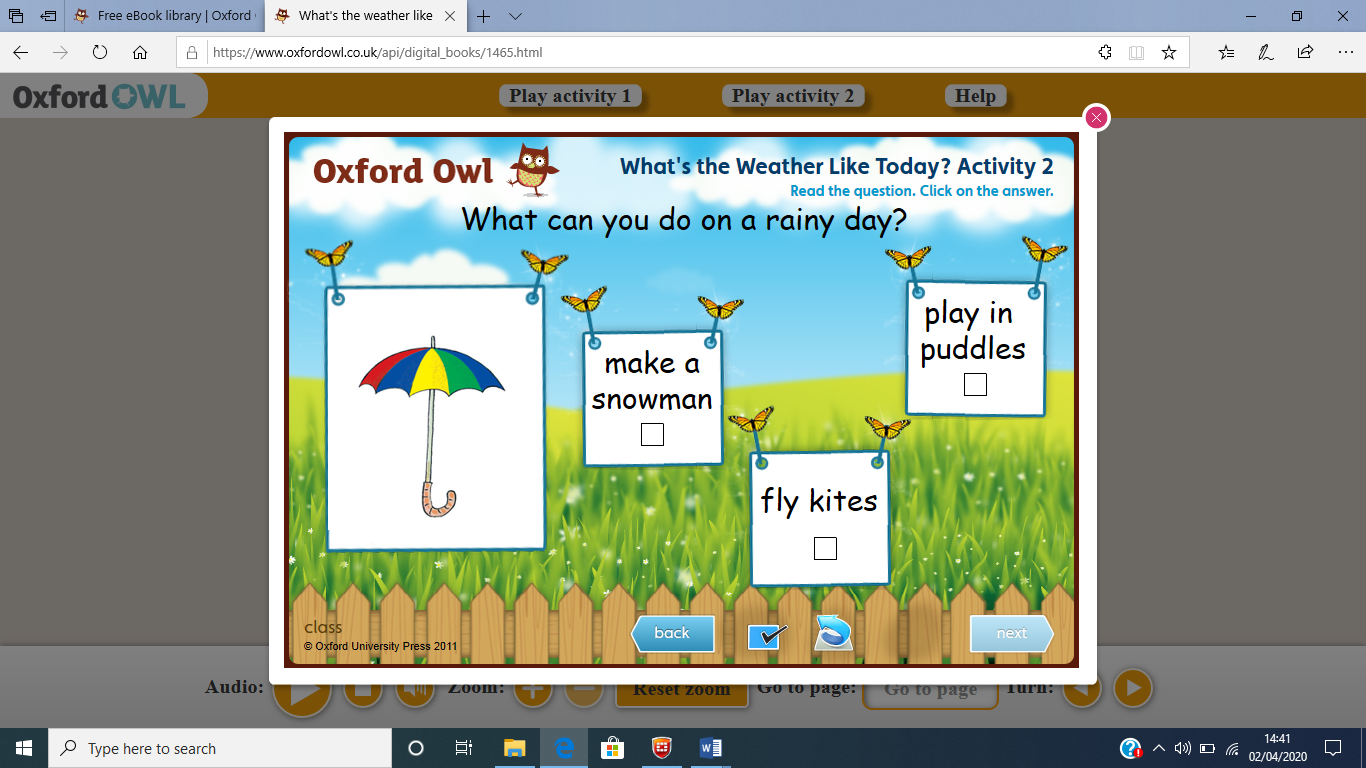 Free eBook library | Oxford
What's the weather like
https://www.oxfordowl.co.uk/api/digital_books/1465.html
Oxford OWL
Play activity 1
Play activity 2
Help
Oxford Owl
What's the Weather Like Today? Activity 2
Read the question. Click on the answer.
What can you do on a rainy day?
make a
snowman
fly kites
play in
puddles
class
© Oxford University Press 2011
back
next
Audio:
Zoom:
Reset zoom
Go to page:
Go to page
Turn:
Type here to search
14:41
02/04/2020